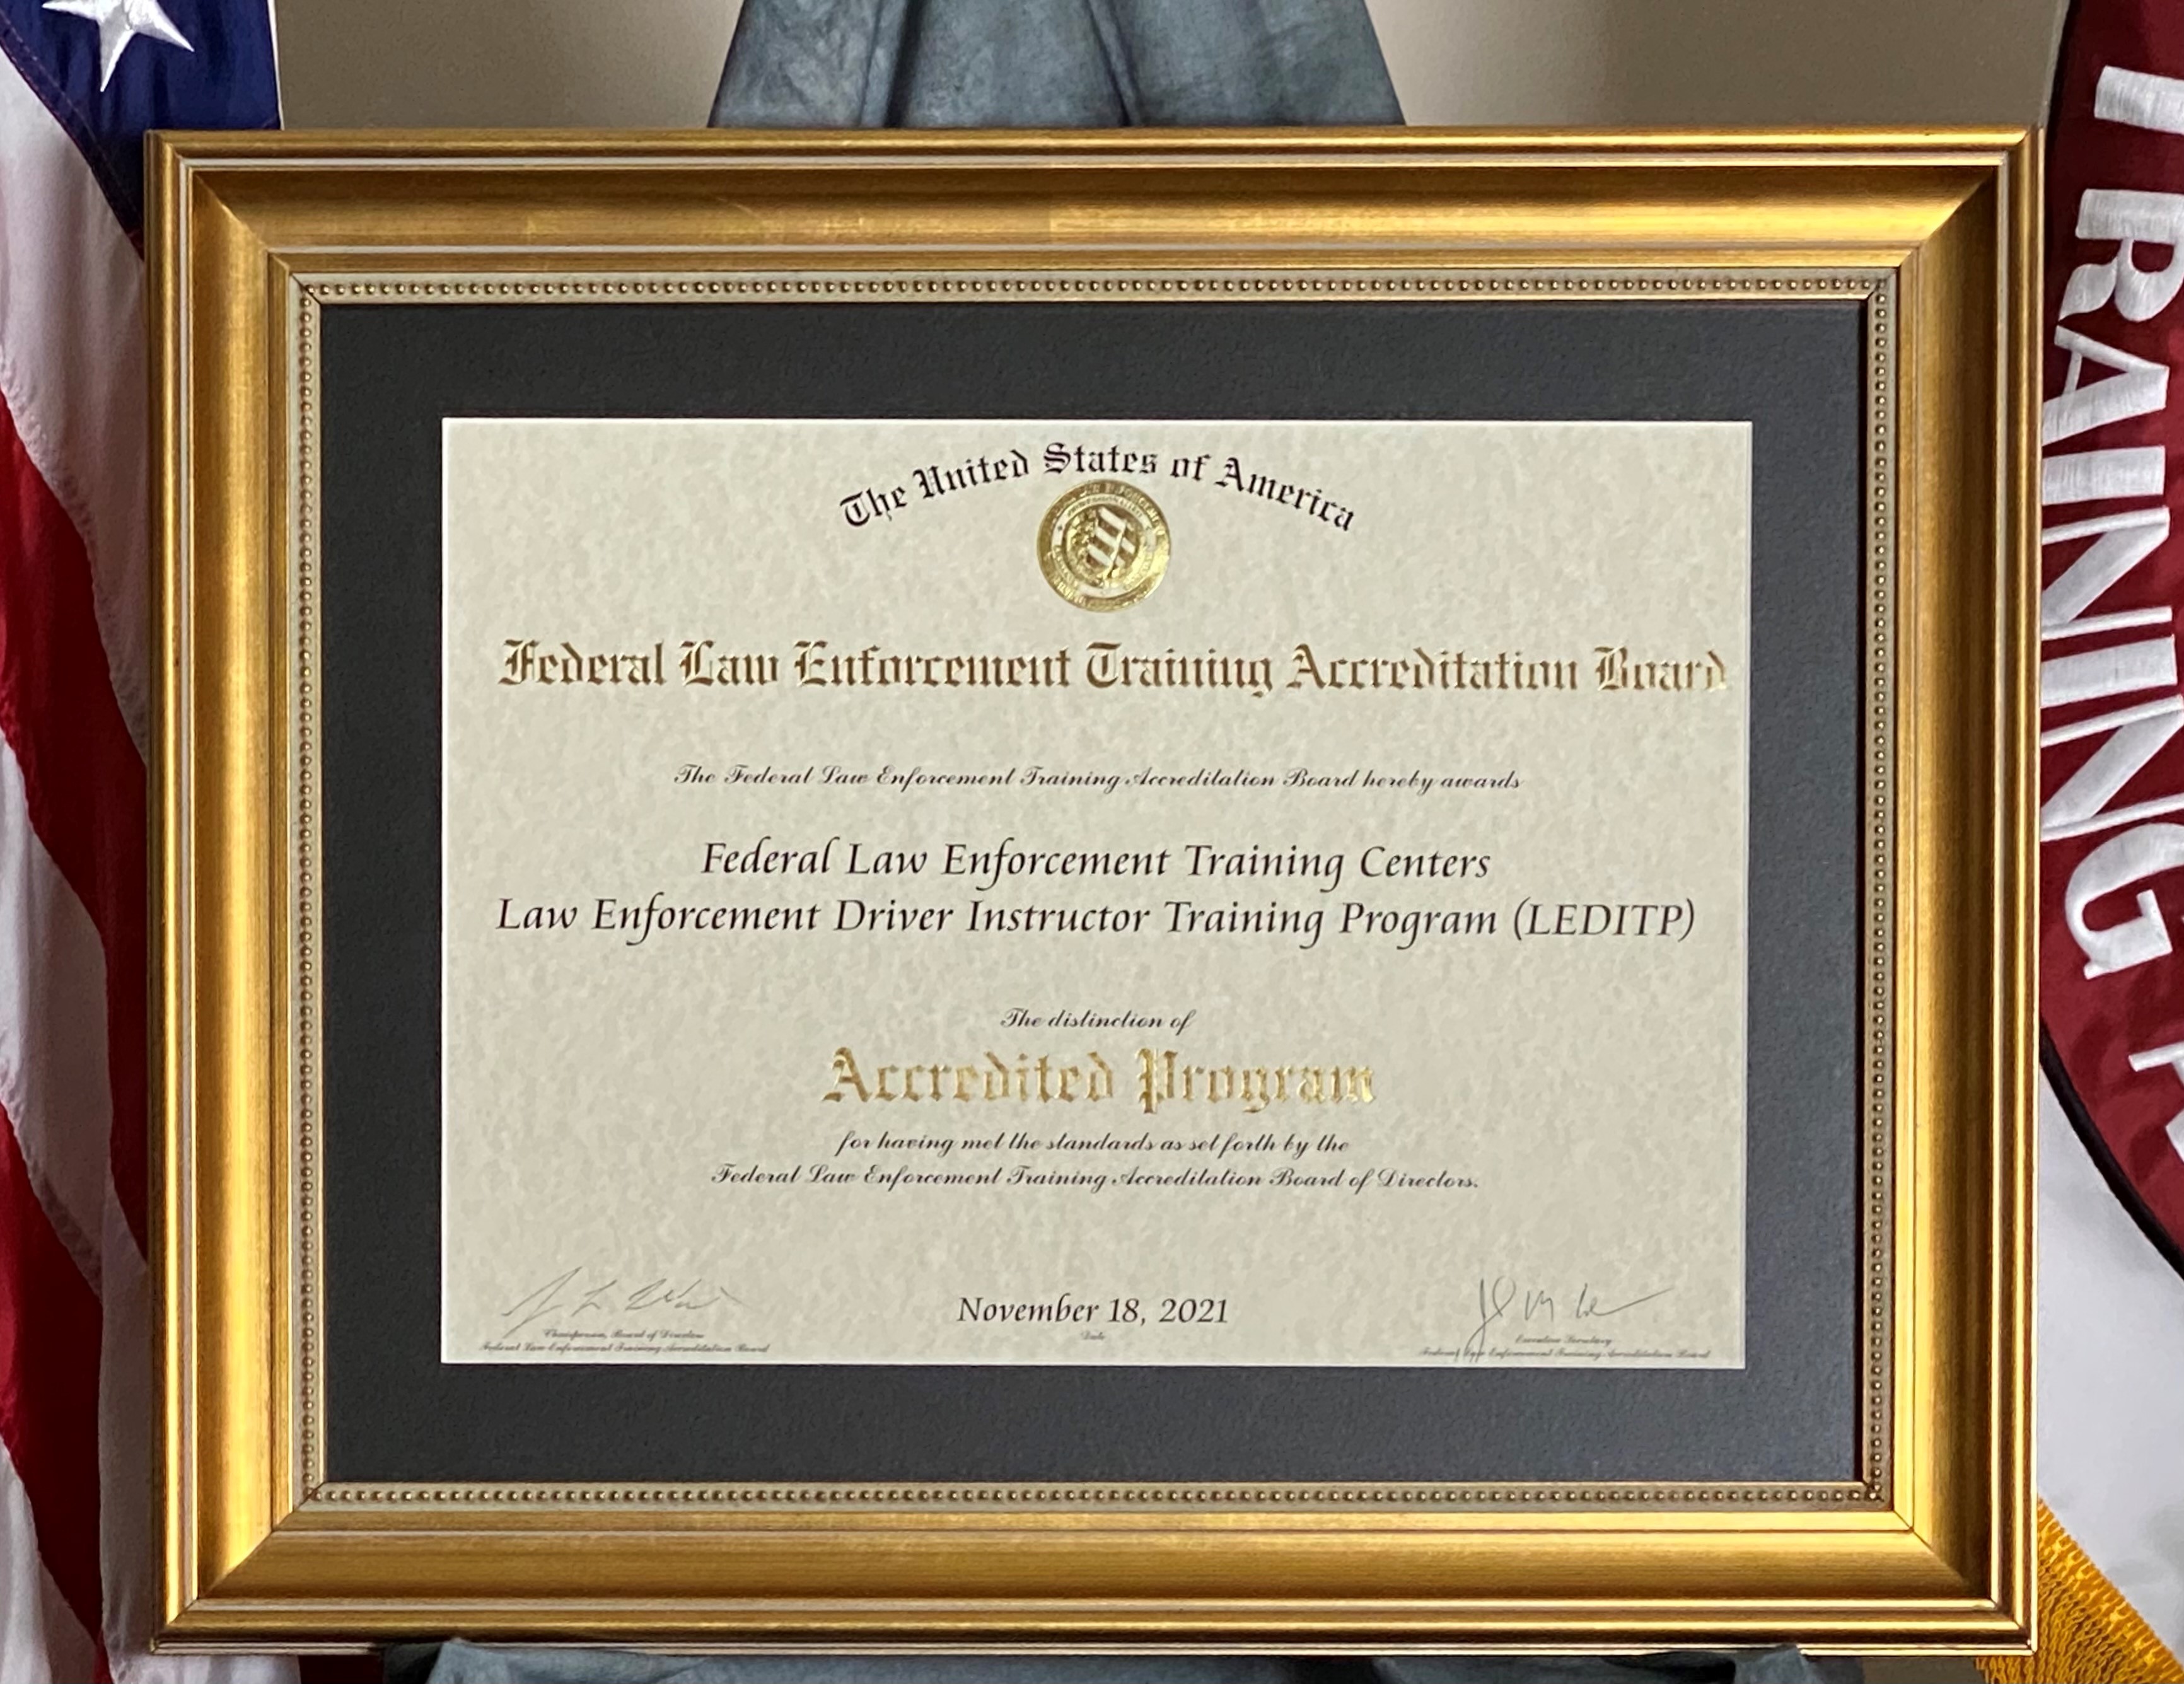 The United States of America
Federal Law Enforcement Training Accreditation Board
The Federal Law Enforcement Training Accreditation Board hereby awards
Federal Law Enforcement Training Centers
Law Enforcement Driver Instructor Training Program (LEDITP)
The distinction of
Accredited Program
for having met the standards as set forth by the
Federal Law Enforcement Training Accreditation Board of Directors.
November 18, 2021
Date
Chairperson, Board of Directors
Federal Law Enforcement Training Accreditation Board
Executive Secretary
Federal Law Enforcement Training Accreditation Board
TRAINING